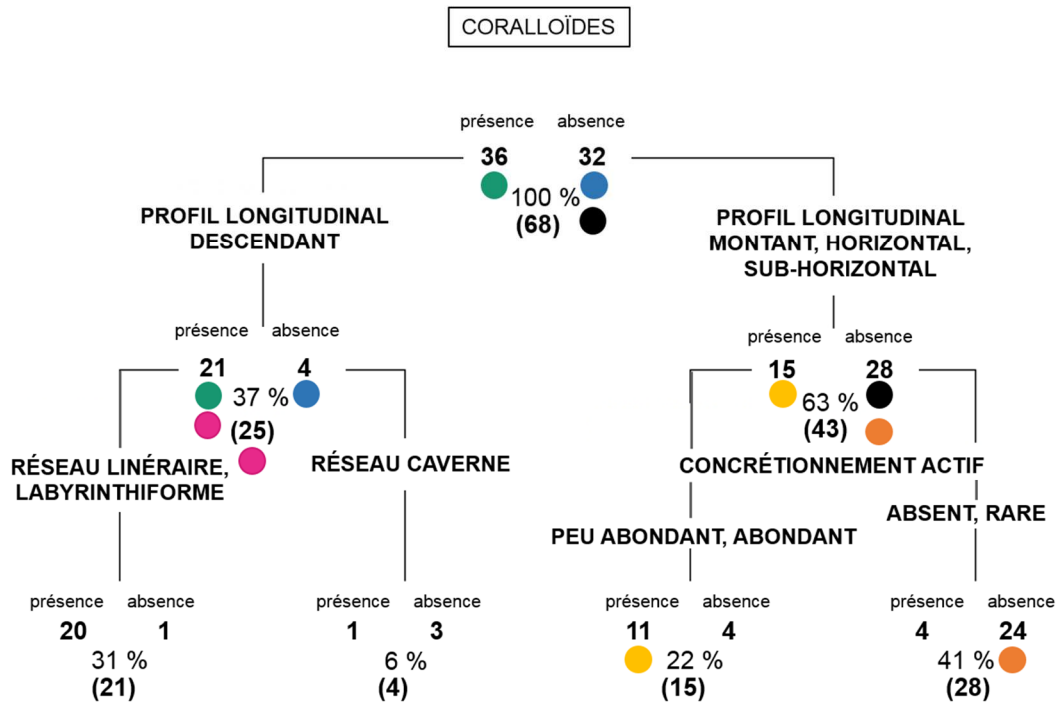 CORALLOÏDES
présence absence
36 32
100 %
(68)
PROFIL LONGITUDINAL
DESCENDANT
PROFIL LONGITUDINAL
MONTANT, HORIZONTAL,
SUB-HORIZONTAL
présence absence
21 4
37 %
(25)
présence absence
15 28
63 %
(43)
RÉSEAU LINÉRAIRE,
LABYRINTHIFORME
RÉSEAU CAVERNE
CONCRÉTIONNEMENT ACTIF
PEU ABONDANT, ABONDANT
ABSENT, RARE
présence absence
20 1
31 %
(21)
présence absence
1 3
6 %
(4)
présence absence
11 4
22 %
(15)
présence absence
4 24
41 %
(28)